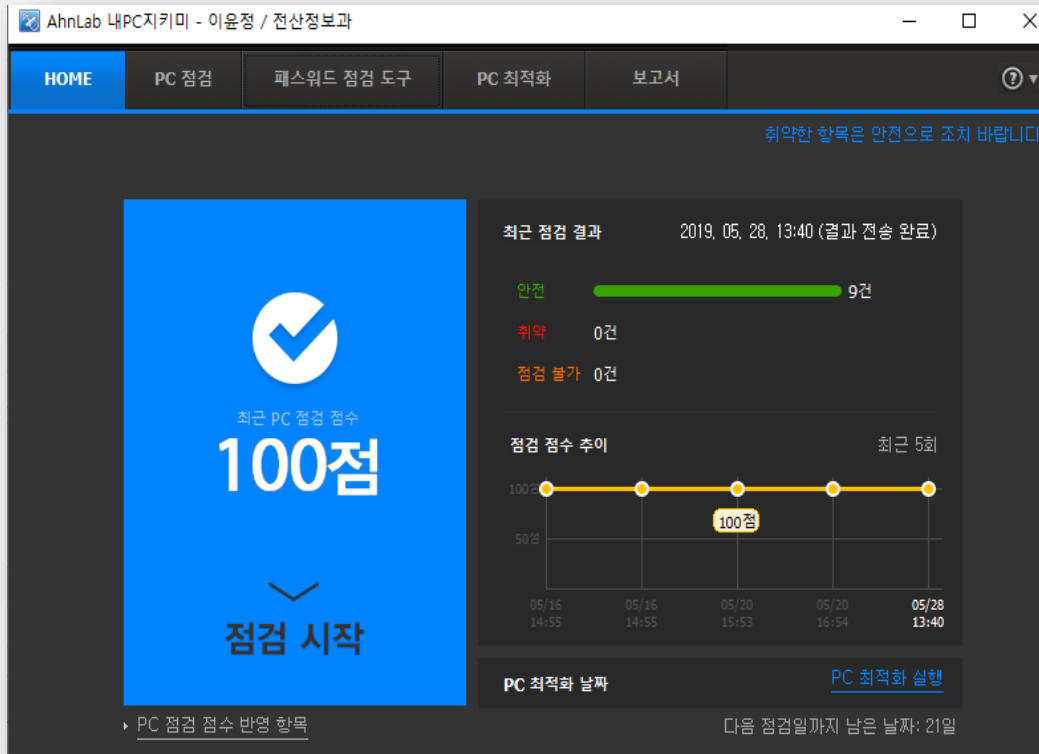 AhnLab 내PC지키미 - 이윤정 / 전산정보과
HOME PC 점검 패스워드 점검 도구 PC 최적화 보고서
취약한 항목은 안전으로 조치 바랍니다
최근 PC 점검 점수
100점
점검 시작
최근 점검 결과 2019, 05, 28, 13:40 (결과 전송 완료)
안전 9건
취약 0건
점검 불가 0건
점검 점수 추이 최근 5회
100점
100점
50점
05/16 05/16 05/20 05/20 05/28
14:55 14:55 15:53 16:54 13:40
PC 최적화 날짜 PC 최적화 실행
PC 점검 점수 반영 항목 다음 점검일까지 남은 날짜: 21일